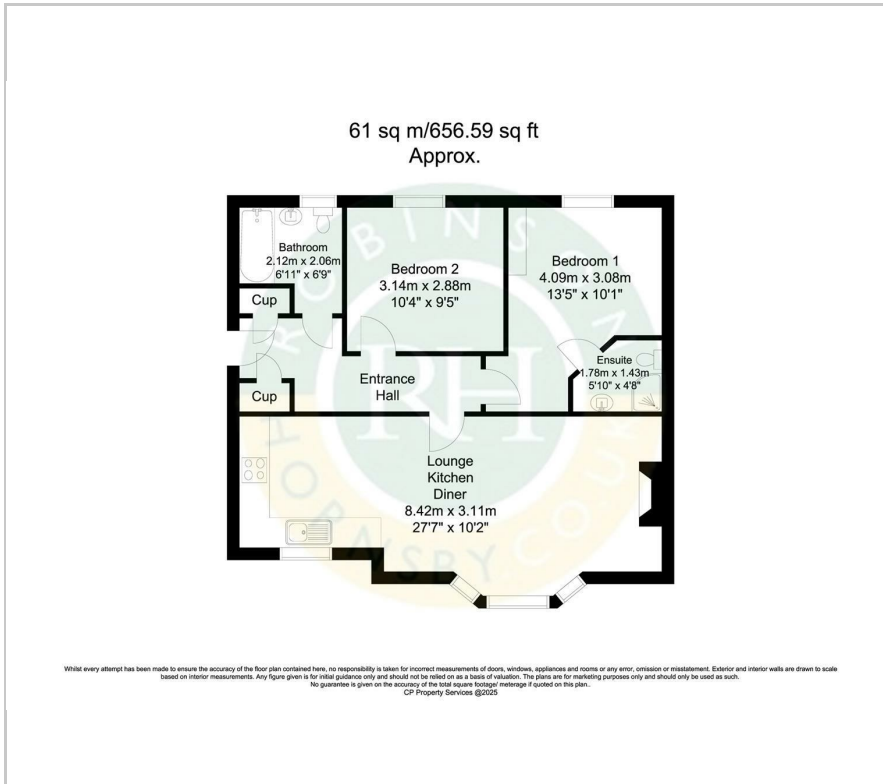 61 sq m/656.59 sq ft
Approx.
Bathroom
2.12m x 2.06m
6'11" x 6'9"
Cup
Bedroom 2
3.14m x 2.88m
10'4" x 9'5"
Bedroom 1
4.09m x 3.08m
13'5" x 10'1"
Ensuite
1.78m x 1.43m
5'10" x 4'8"
Entrance
Hall
Cup
Lounge
Kitchen
Diner
8.42m x 3.11m
27'7" x 10'2"
ROBINSON
RH
HORNSBY.CO.UK
Whilst every attempt has been made to ensure the accuracy of the floor plan contained here, no responsibility is taken for incorrect measurements of doors, windows, appliances and rooms or any error, omission or misstatement. Exterior and interior walls are drawn to scale
based on interior measurements. Any figure given is for initial guidance only and should not be relied on as a basis of valuation. The plans are for marketing purposes only and should only be used as such.
No guarantee is given on the accuracy of the total square footage/ meterage if quoted on this plan..
CP Property Services @2025